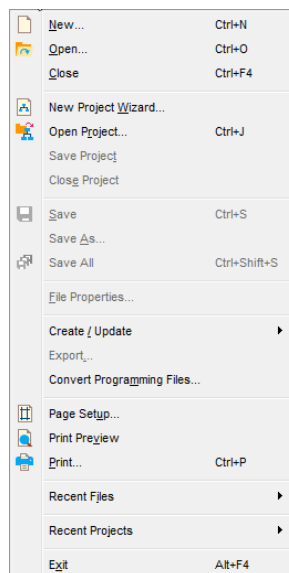 New... Ctrl+N
Open... Ctrl+O
Close Ctrl+F4
New Project Wizard...
Open Project... Ctrl+J
Save Project
Close Project
Save Ctrl+S
Save As...
Save All Ctrl+Shift+S
File Properties...
Create / Update
Export...
Convert Programming Files...
Page Setup...
Print Preview
Print... Ctrl+P
Recent Files
Recent Projects
Exit Alt+F4